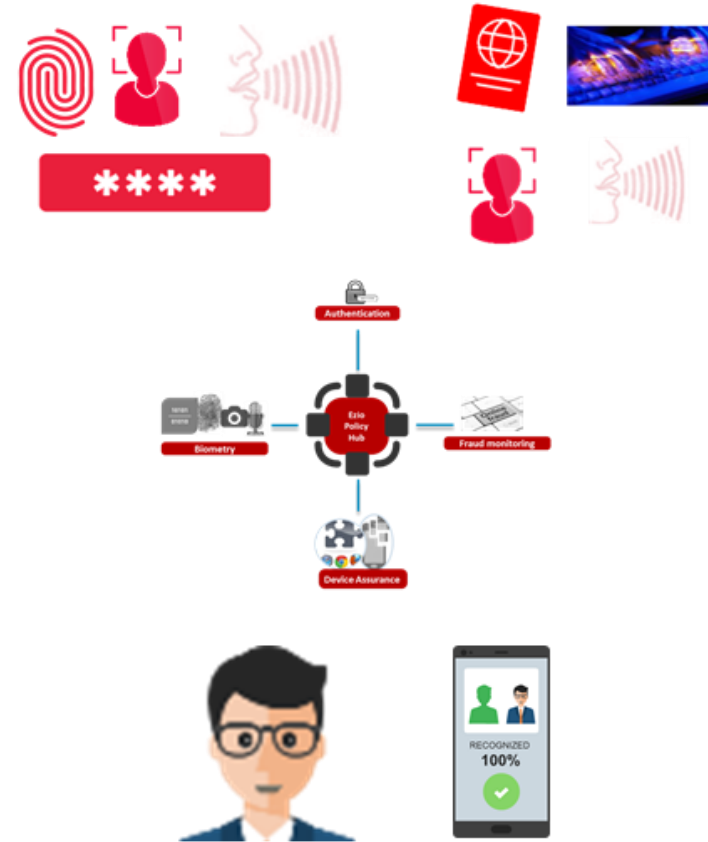 ****
Authentication
Ezio
Policy
Hub
Biometry
Fraud monitoring
Device Assurance
RECOGNIZED
100%